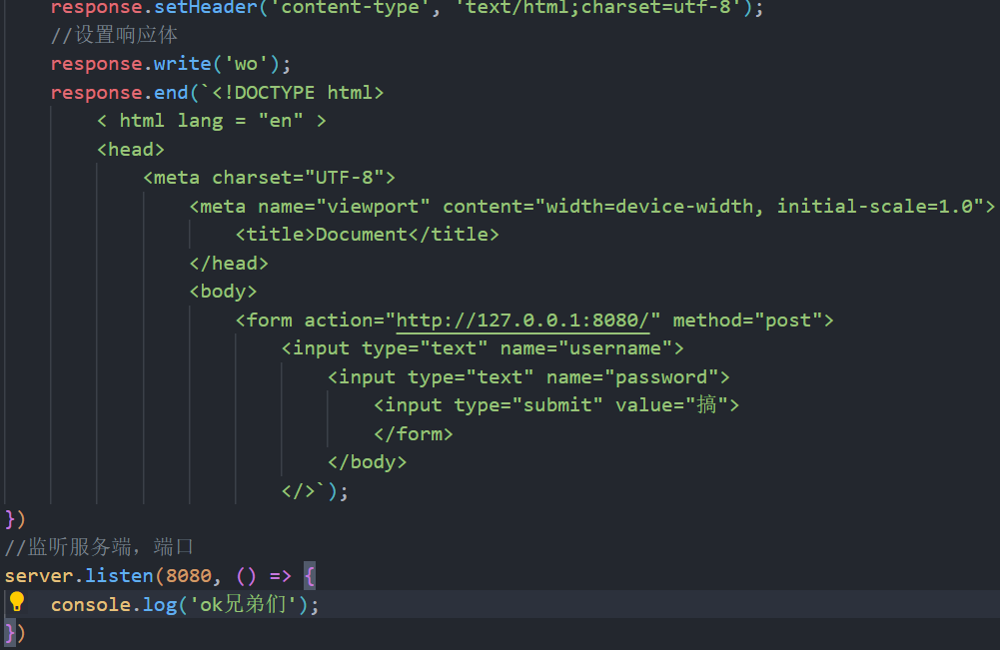 response.setHeader('content-type', 'text/html;charset=utf-8');
//设置响应体
response.write('wo');
response.end(`<!DOCTYPE html>
< html lang = "en" >
<head>
<meta charset="UTF-8">
<meta name="viewport" content="width=device-width, initial-scale=1.0">
<title>Document</title>
</head>
<body>
<form action="http://127.0.0.1:8080/" method="post">
<input type="text" name="username">
<input type="text" name="password">
<input type="submit" value="搞">
</form>
</body>
</>`);
})
//监听服务端，端口
server.listen(8080, () => {
console.log('ok兄弟们');
})